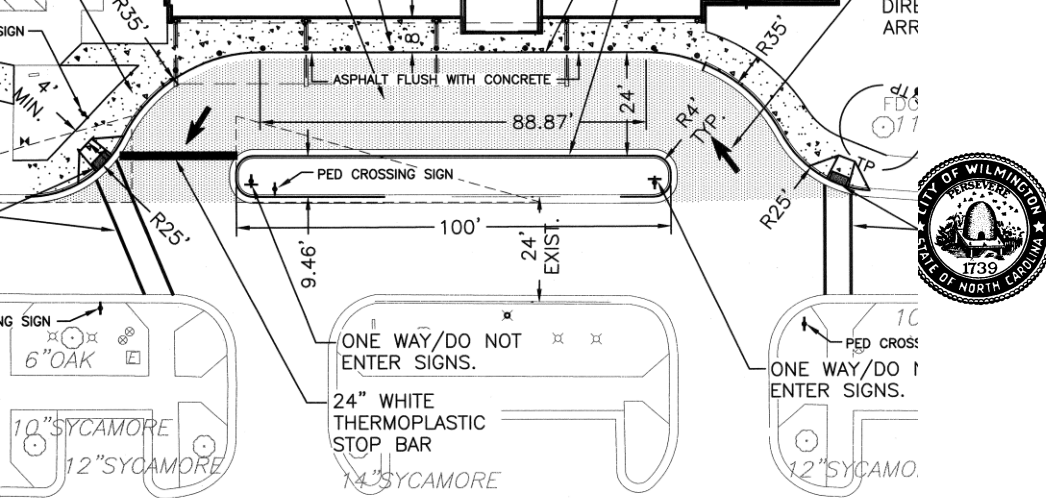 R35'
SIGN
4'
MIN.
8'
ASPHALT FLUSH WITH CONCRETE
88.87'
24'
R4'
TYP.
R35'
ARR
FDC
11
TP
PED CROSSING SIGN
R25'
R25'
100'
9.46'
24'
EXIST.
CITY OF WILMINGTON
PERSEVERE
1739
STATE OF NORTH CAROLINA
NG SIGN
6"OAK
E
ONE WAY/DO NOT
ENTER SIGNS.
24" WHITE
THERMOPLASTIC
STOP BAR
10
PED CROSS
ONE WAY/DO N
ENTER SIGNS.
10"SYCAMORE
12"SYCAMORE
14"SYCAMORE
12"SYCAMO